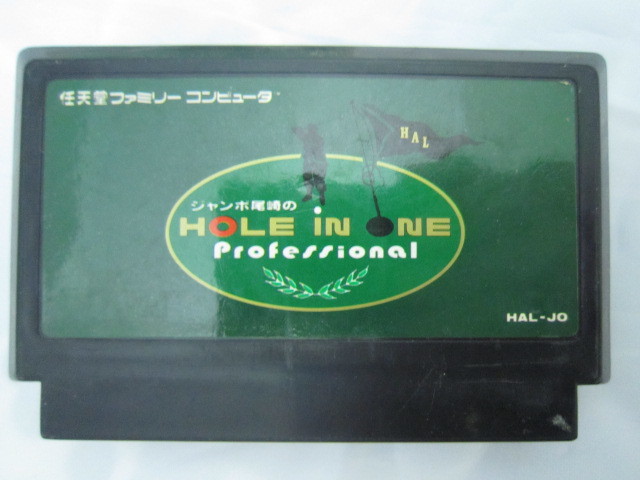 任天堂ファミリーコンピュータ
HAL
ジャンボ尾崎の
HOLE IN ONE
Professional
HAL-JO